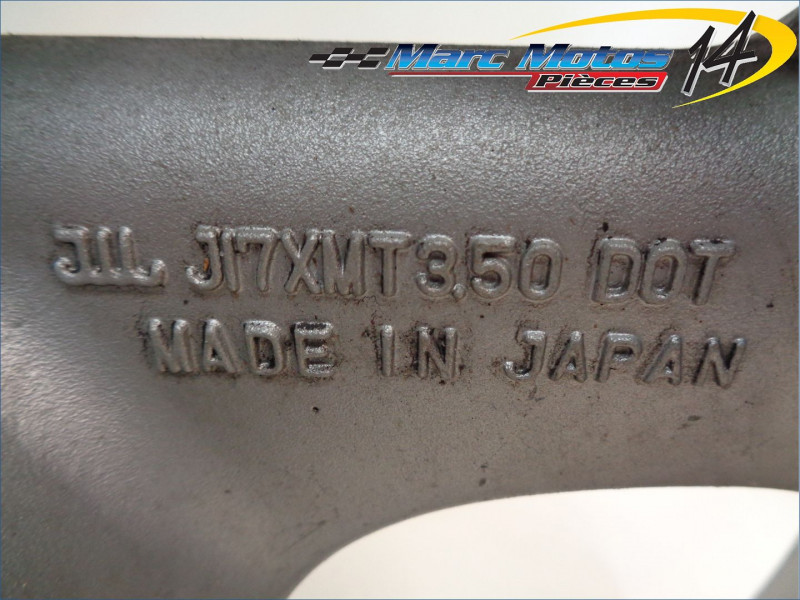 Marc Motos 14
Pièces
JIL J17XMT3.50 DOT
MADE IN JAPAN